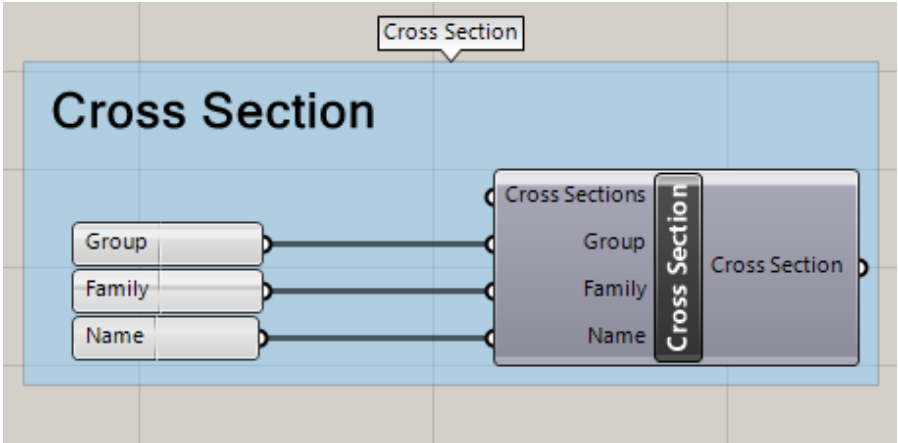 Cross Section
Cross Section
Group
Family
Name
Cross Sections
Group
Family
Name
Cross Section
Cross Section